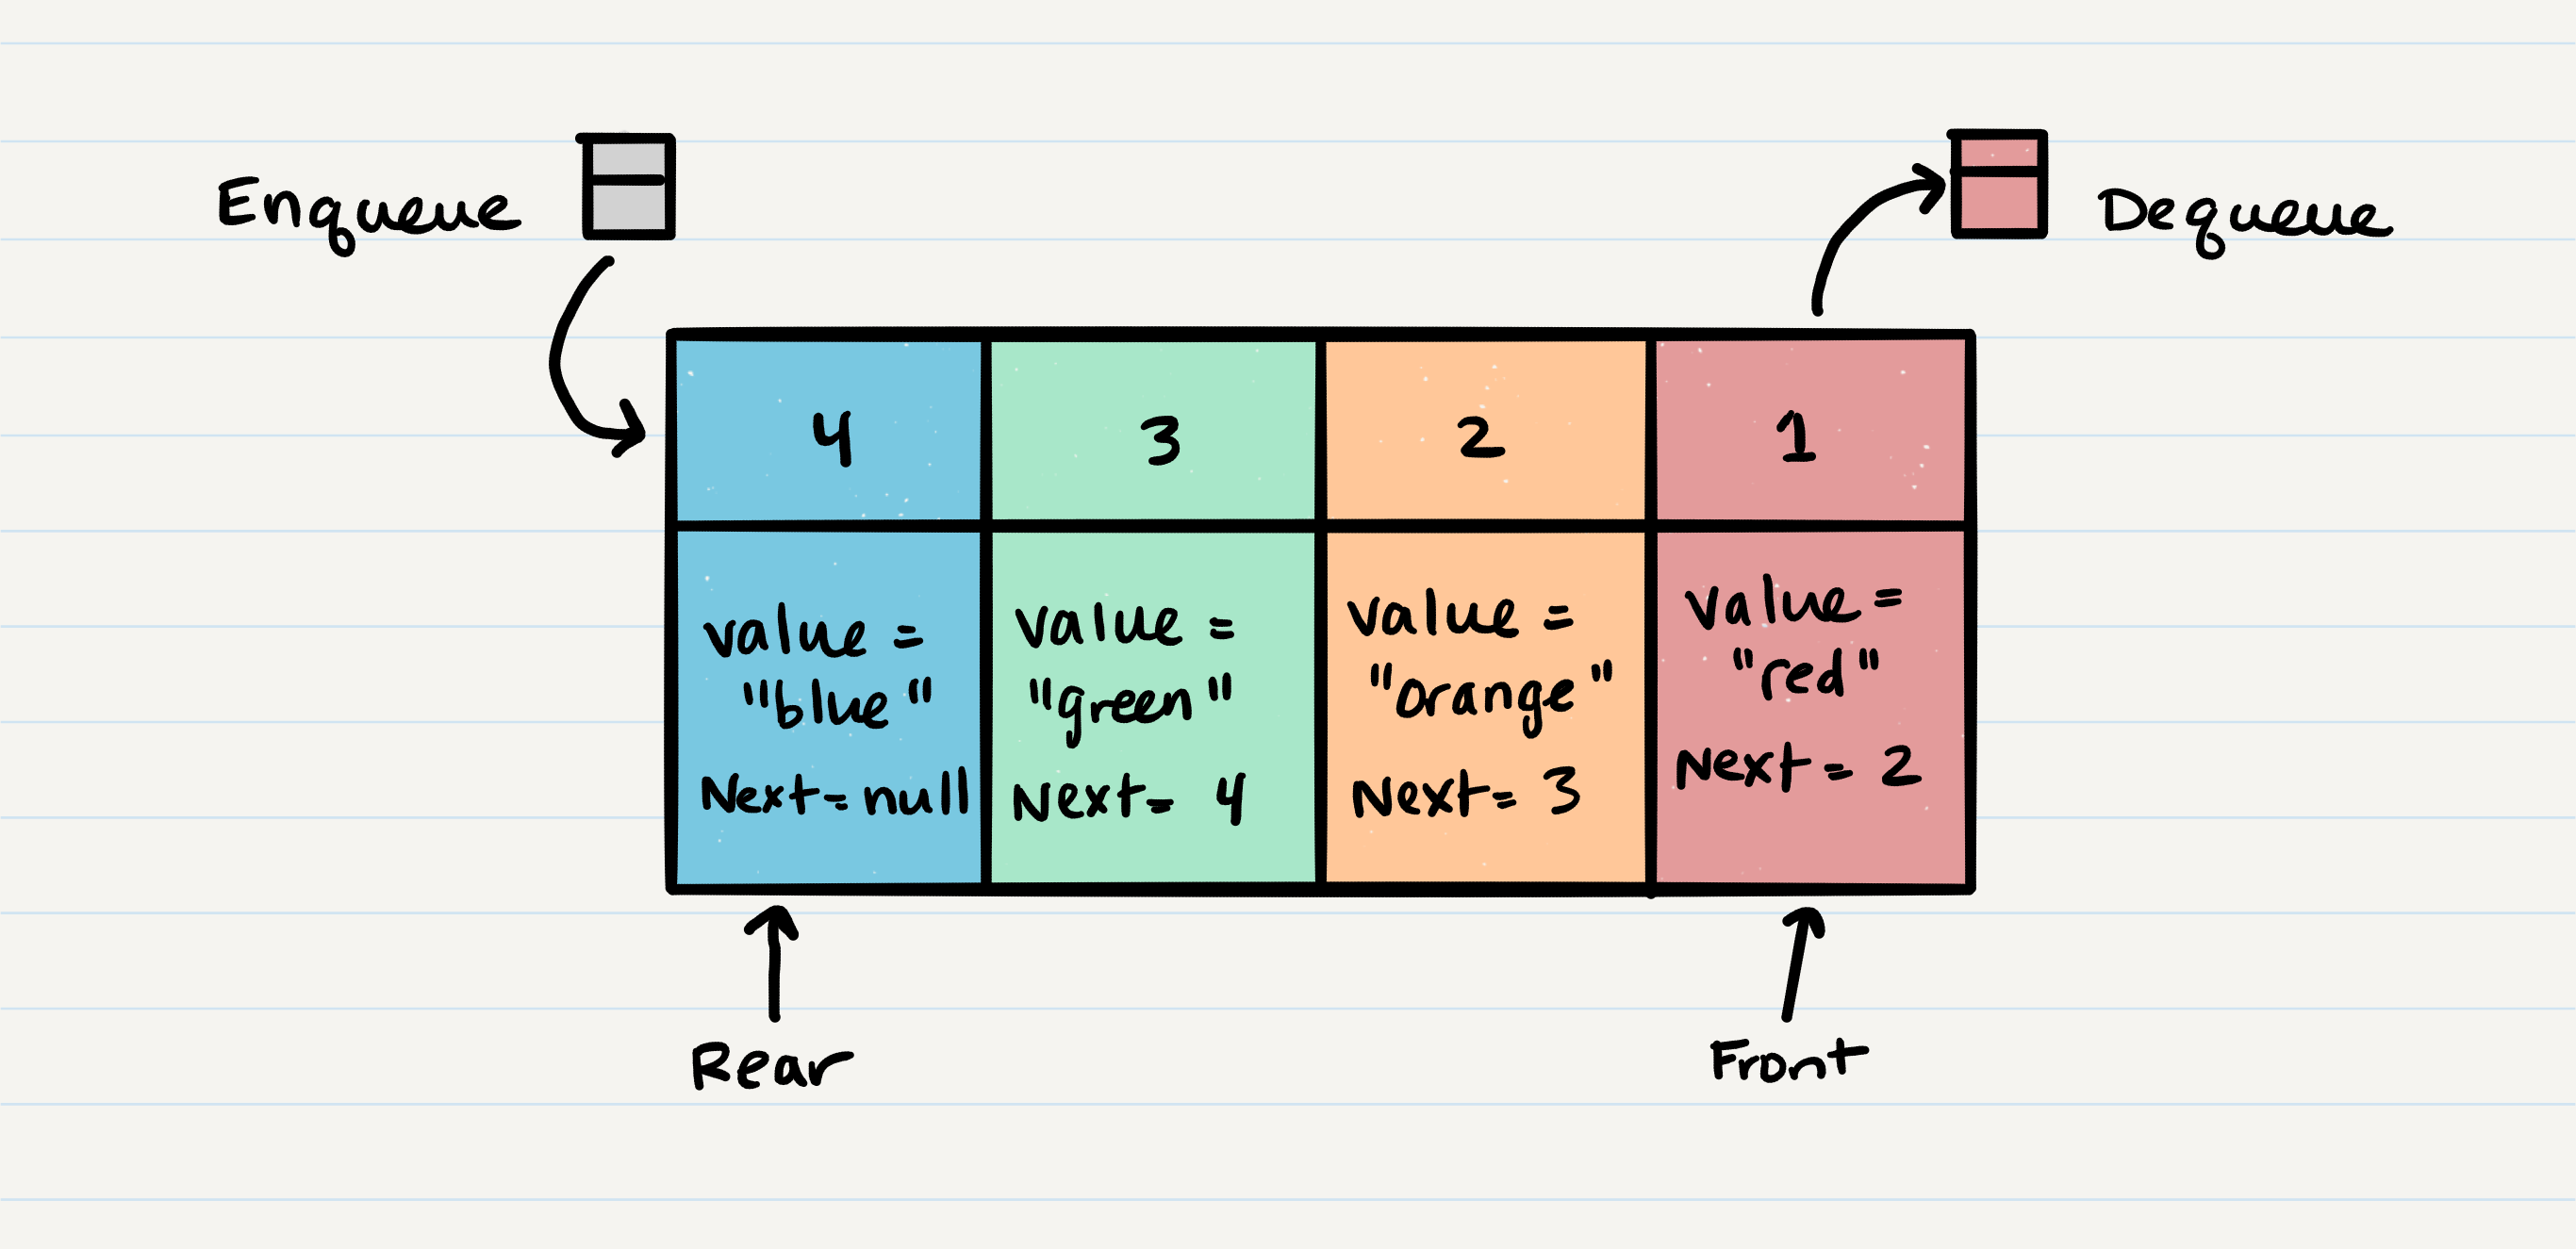 Enqueue
Dequeue
4
3
2
1
value =
"blue"
Next = null
value =
"green"
Next = 4
value =
"orange"
Next = 3
value =
"red"
Next = 2
Rear
Front